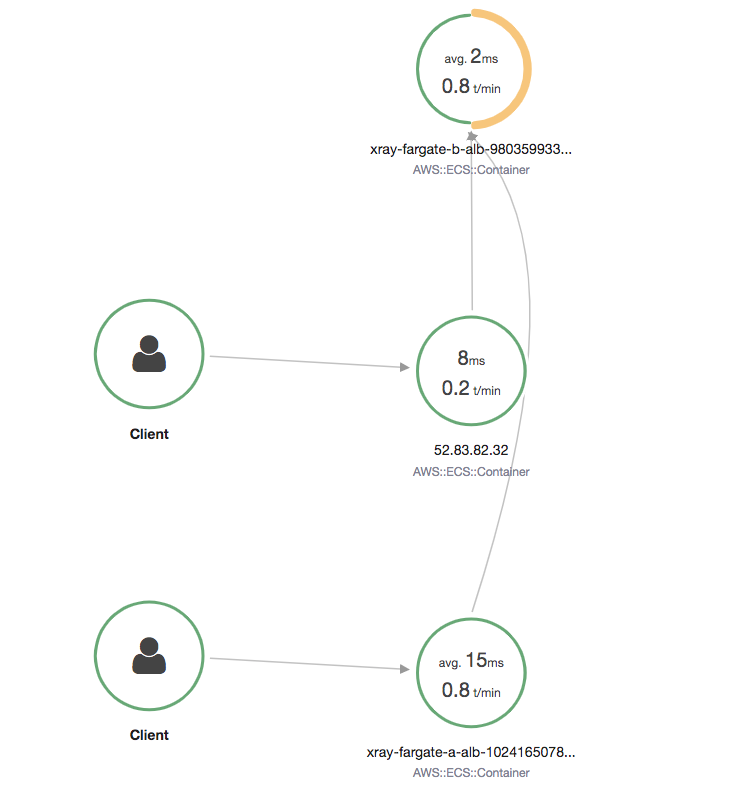 avg. 2ms
0.8 t/min
xray-fargate-b-alb-980359933...
AWS::ECS::Container
8ms
0.2 t/min
Client
52.83.82.32
AWS::ECS::Container
avg. 15ms
0.8 t/min
Client
xray-fargate-a-alb-1024165078...
AWS::ECS::Container